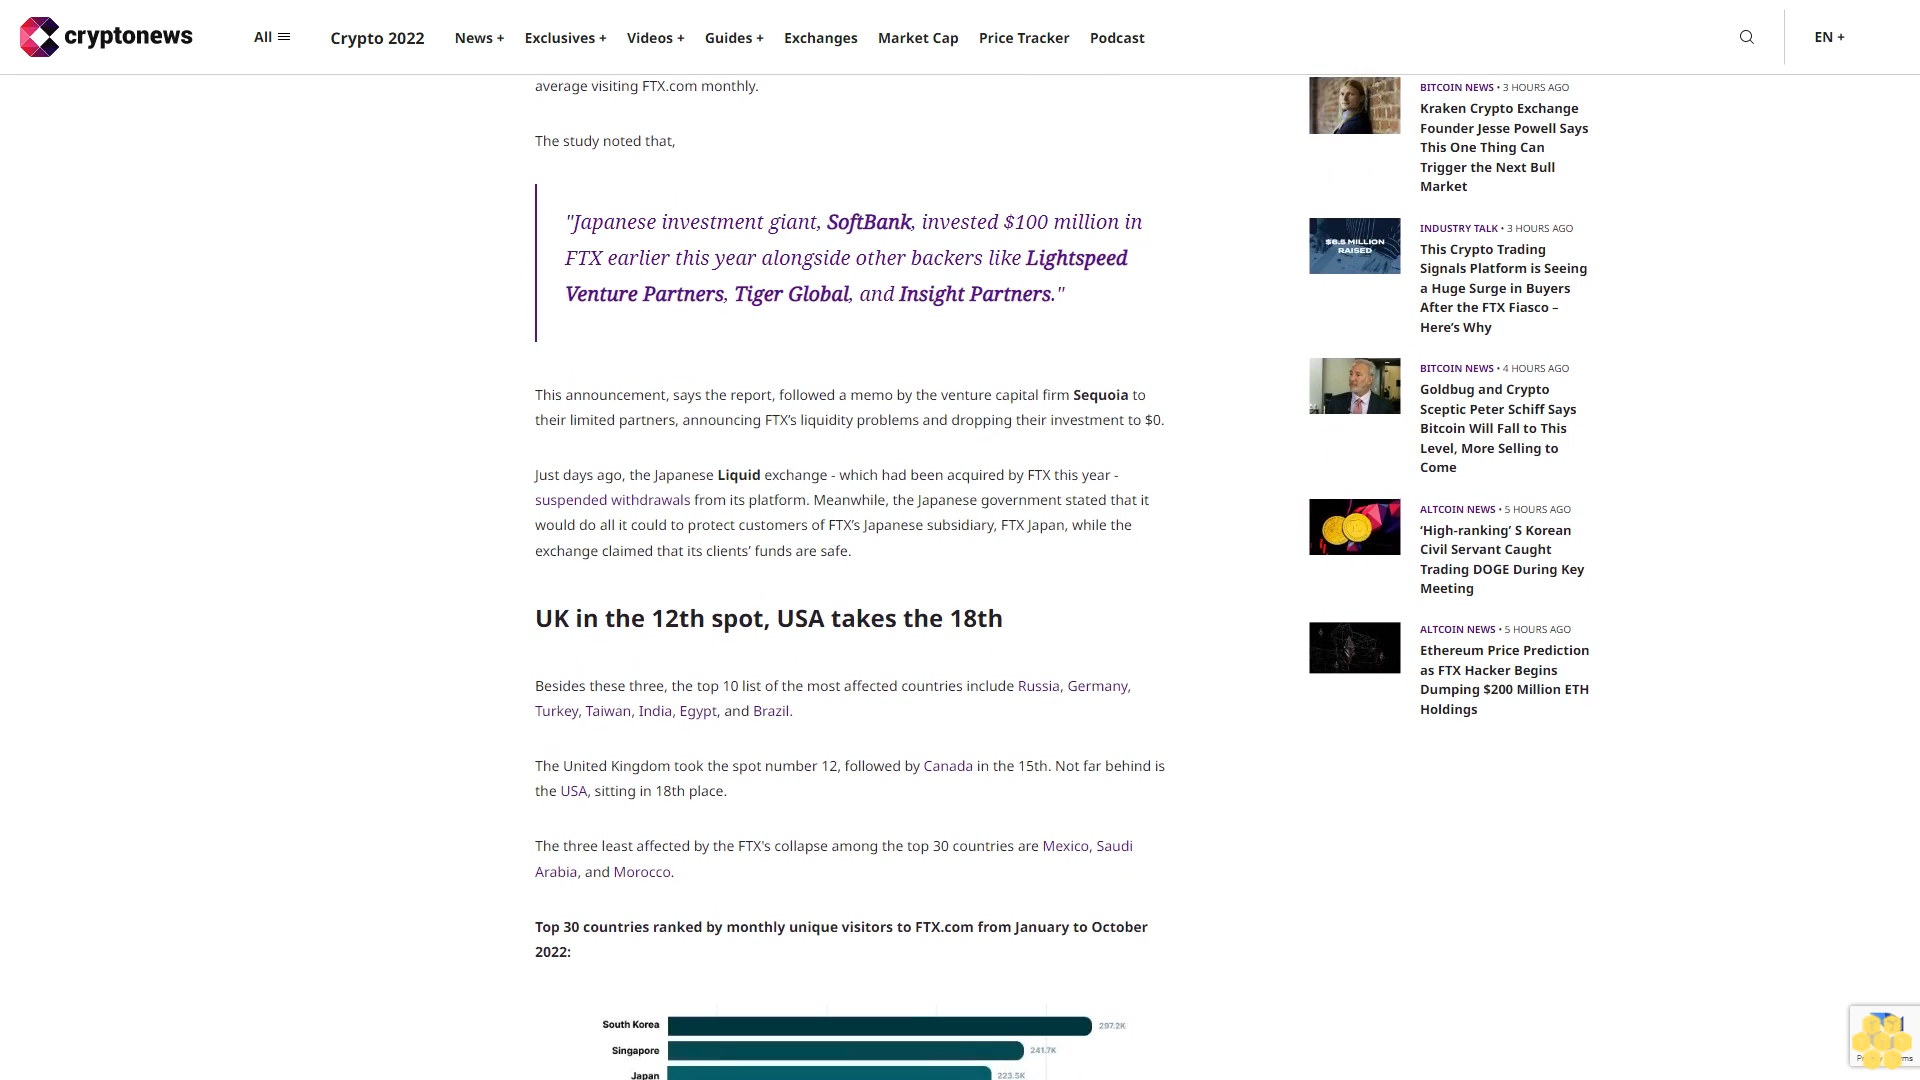 cryptonews
All
Crypto 2022
News +
Exclusives +
Videos +
Guides +
Exchanges
Market Cap
Price Tracker
Podcast
EN +
average visiting FTX.com monthly.
The study noted that,
"Japanese investment giant, SoftBank, invested $100 million in
FTX earlier this year alongside other backers like Lightspeed
Venture Partners, Tiger Global, and Insight Partners."
This announcement, says the report, followed a memo by the venture capital firm Sequoia to
their limited partners, announcing FTX’s liquidity problems and dropping their investment to $0.
Just days ago, the Japanese Liquid exchange - which had been acquired by FTX this year -
suspended withdrawals from its platform. Meanwhile, the Japanese government stated that it
would do all it could to protect customers of FTX’s Japanese subsidiary, FTX Japan, while the
exchange claimed that its clients’ funds are safe.
UK in the 12th spot, USA takes the 18th
Besides these three, the top 10 list of the most affected countries include Russia, Germany,
Turkey, Taiwan, India, Egypt, and Brazil.
The United Kingdom took the spot number 12, followed by Canada in the 15th. Not far behind is
the USA, sitting in 18th place.
The three least affected by the FTX's collapse among the top 30 countries are Mexico, Saudi
Arabia, and Morocco.
Top 30 countries ranked by monthly unique visitors to FTX.com from January to October
2022:
South Korea 297.2K
Singapore 241.7K
Japan 223.5K
BITCOIN NEWS • 3 HOURS AGO
Kraken Crypto Exchange
Founder Jesse Powell Says
This One Thing Can
Trigger the Next Bull
Market
$6.5 MILLION
RAISED
INDUSTRY TALK • 3 HOURS AGO
This Crypto Trading
Signals Platform is Seeing
a Huge Surge in Buyers
After the FTX Fiasco –
Here’s Why
BITCOIN NEWS • 4 HOURS AGO
Goldbug and Crypto
Sceptic Peter Schiff Says
Bitcoin Will Fall to This
Level, More Selling to
Come
ALTCOIN NEWS • 5 HOURS AGO
‘High-ranking’ S Korean
Civil Servant Caught
Trading DOGE During Key
Meeting
ALTCOIN NEWS • 5 HOURS AGO
Ethereum Price Prediction
as FTX Hacker Begins
Dumping $200 Million ETH
Holdings